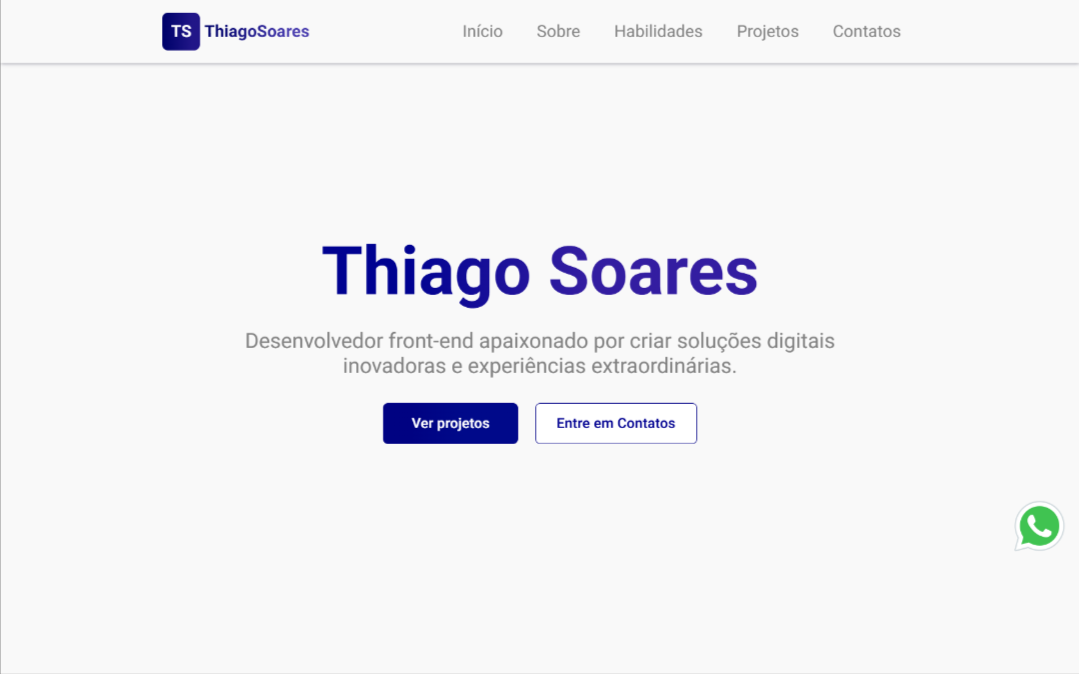 TS ThiagoSoares
Início Sobre Habilidades Projetos Contatos
Thiago Soares
Desenvolvedor front-end apaixonado por criar soluções digitais
inovadoras e experiências extraordinárias.
Ver projetos Entre em Contatos